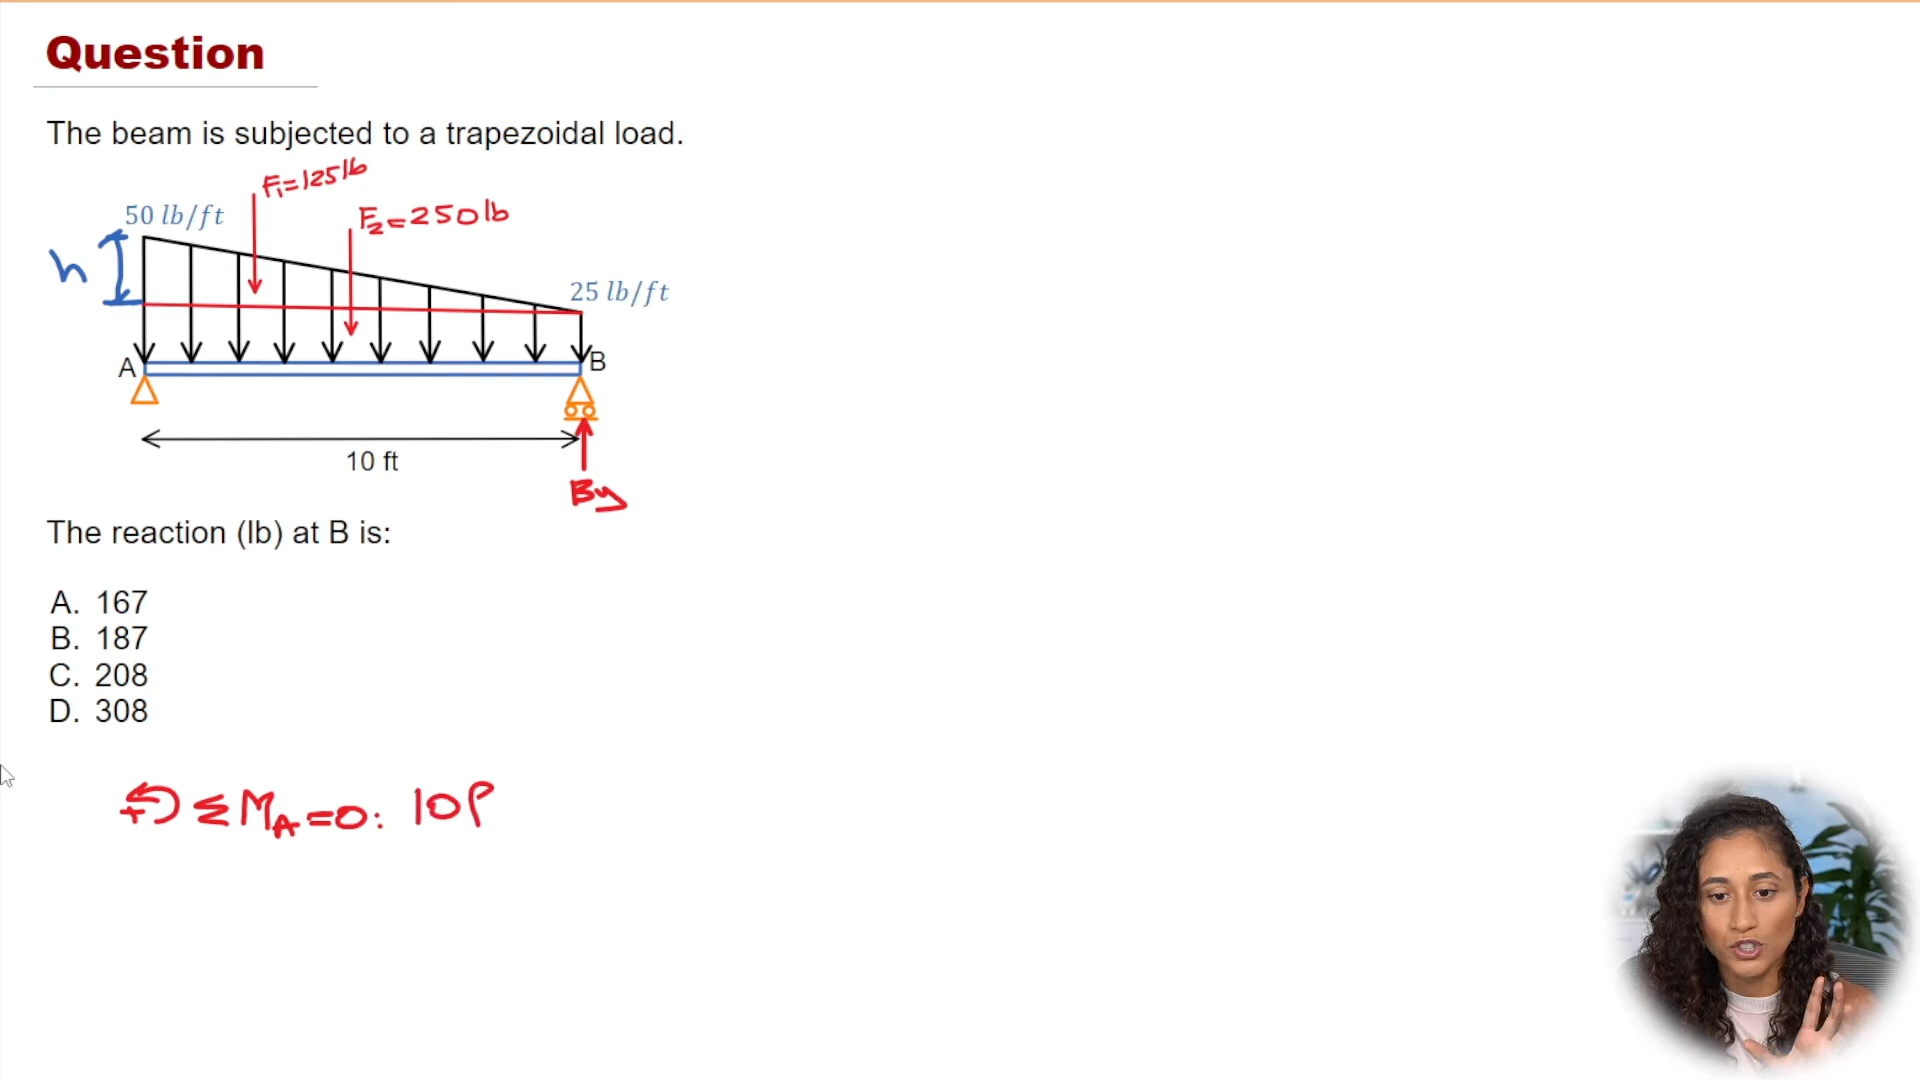 Question
The beam is subjected to a trapezoidal load.
F₁=125 lb
50 lb/ft
F₂=250 lb
h
25 lb/ft
A
B
10 ft
By
The reaction (lb) at B is:
A. 167
B. 187
C. 208
D. 308
+ ΣM_A=0: 10